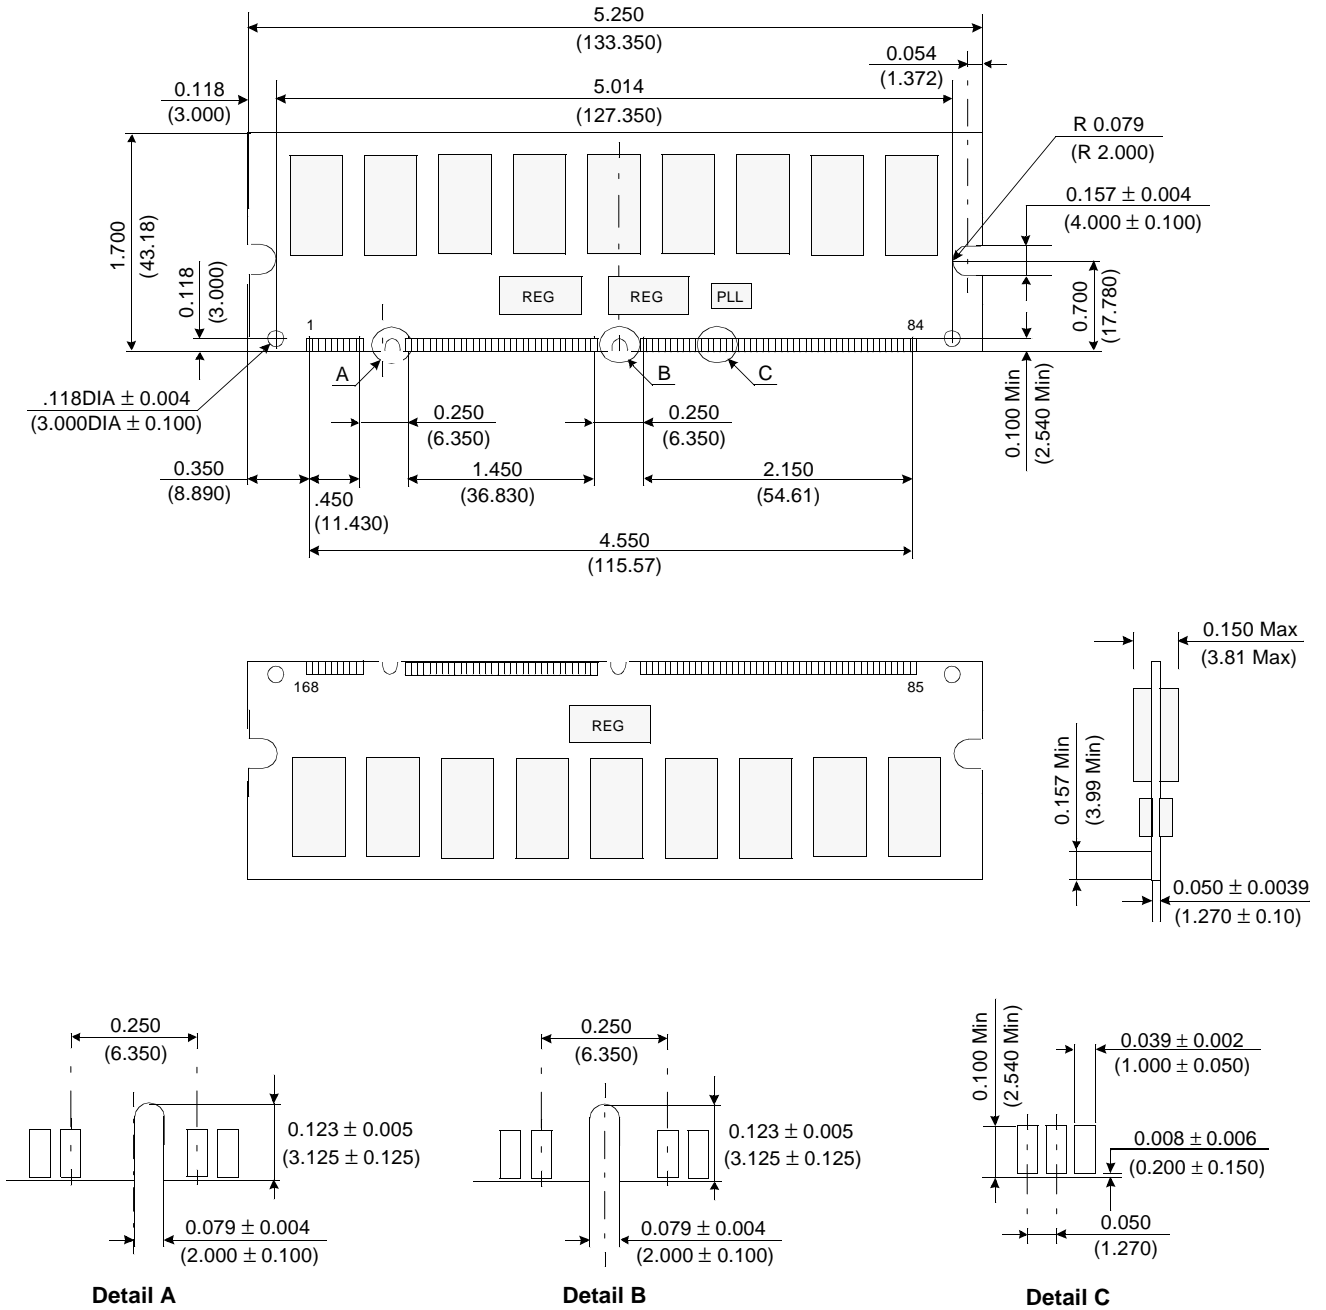 5.250
(133.350)
0.054
(1.372)
0.118
(3.000)
5.014
(127.350)
R 0.079
(R 2.000)
0.157 ± 0.004
(4.000 ± 0.100)
1.700
(43.18)
0.118
(3.000)
REG
REG
PLL
0.700
(17.780)
1
84
A
B
C
.118DIA ± 0.004
(3.000DIA ± 0.100)
0.100 Min
(2.540 Min)
0.250
(6.350)
0.250
(6.350)
0.350
(8.890)
.450
(11.430)
1.450
(36.830)
2.150
(54.61)
4.550
(115.57)
168
85
REG
0.150 Max
(3.81 Max)
0.157 Min
(3.99 Min)
0.050 ± 0.0039
(1.270 ± 0.10)
0.250
(6.350)
0.123 ± 0.005
(3.125 ± 0.125)
0.079 ± 0.004
(2.000 ± 0.100)
Detail A
0.250
(6.350)
0.123 ± 0.005
(3.125 ± 0.125)
0.079 ± 0.004
(2.000 ± 0.100)
Detail B
0.100 Min
(2.540 Min)
0.039 ± 0.002
(1.000 ± 0.050)
0.008 ± 0.006
(0.200 ± 0.150)
0.050
(1.270)
Detail C